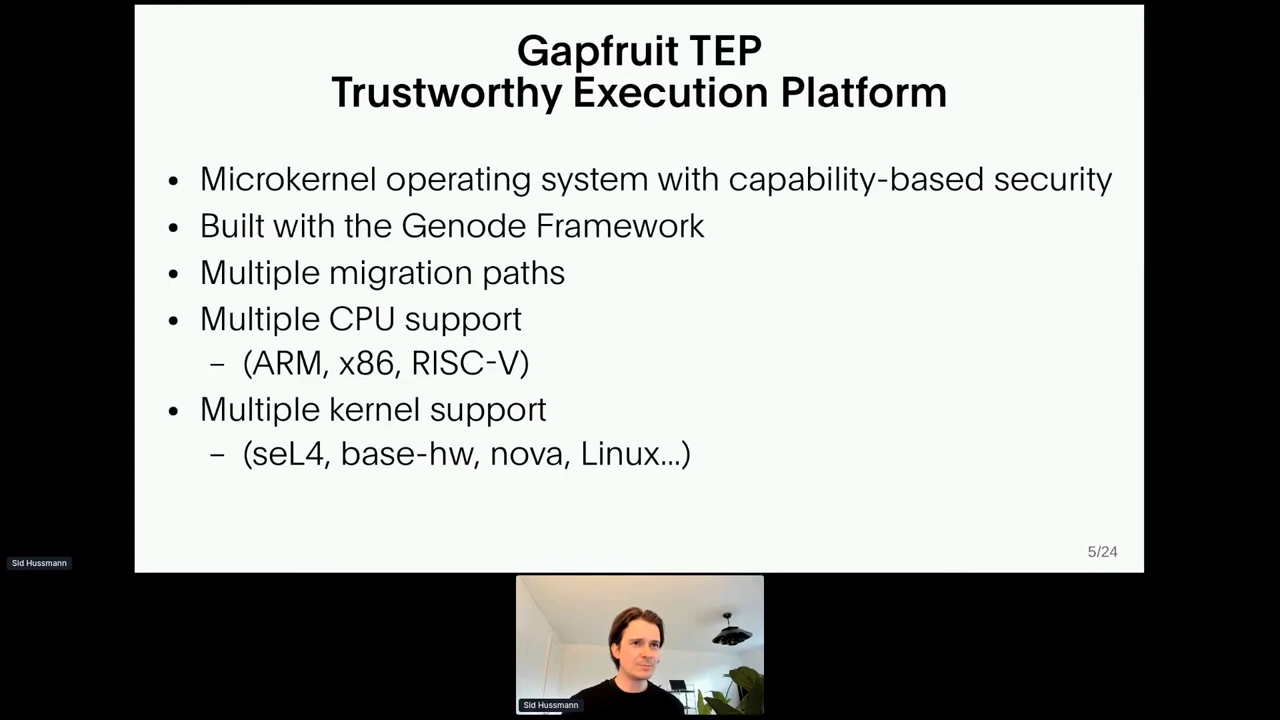 Gapfruit TEP
Trustworthy Execution Platform
• Microkernel operating system with capability-based security
• Built with the Genode Framework
• Multiple migration paths
• Multiple CPU support
– (ARM, x86, RISC-V)
• Multiple kernel support
– (seL4, base-hw, nova, Linux...)
5/24
Sid Hussmann
Sid Hussmann